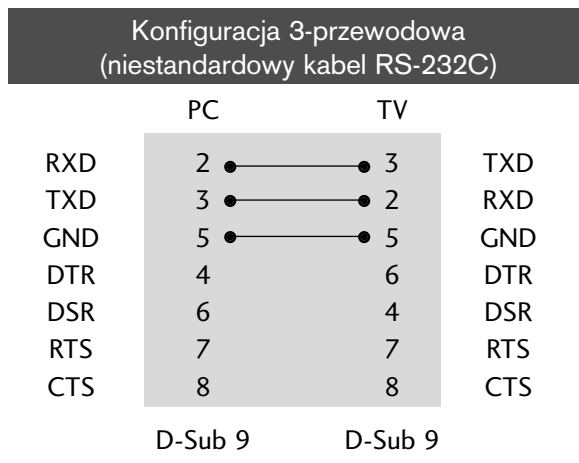 Konfiguracja 3-przewodowa
(niestandardowy kabel RS-232C)
PC TV
RXD 2 3 TXD
TXD 3 2 RXD
GND 5 5 GND
DTR 4 6 DTR
DSR 6 4 DSR
RTS 7 7 RTS
CTS 8 8 CTS
D-Sub 9 D-Sub 9